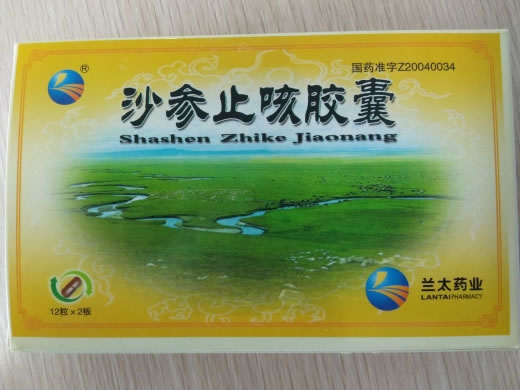 ®
国药准字Z20040034
沙参止咳胶囊
Shashen Zhike Jiaonang
12粒×2板
兰太药业
LANTAI PHARMACY